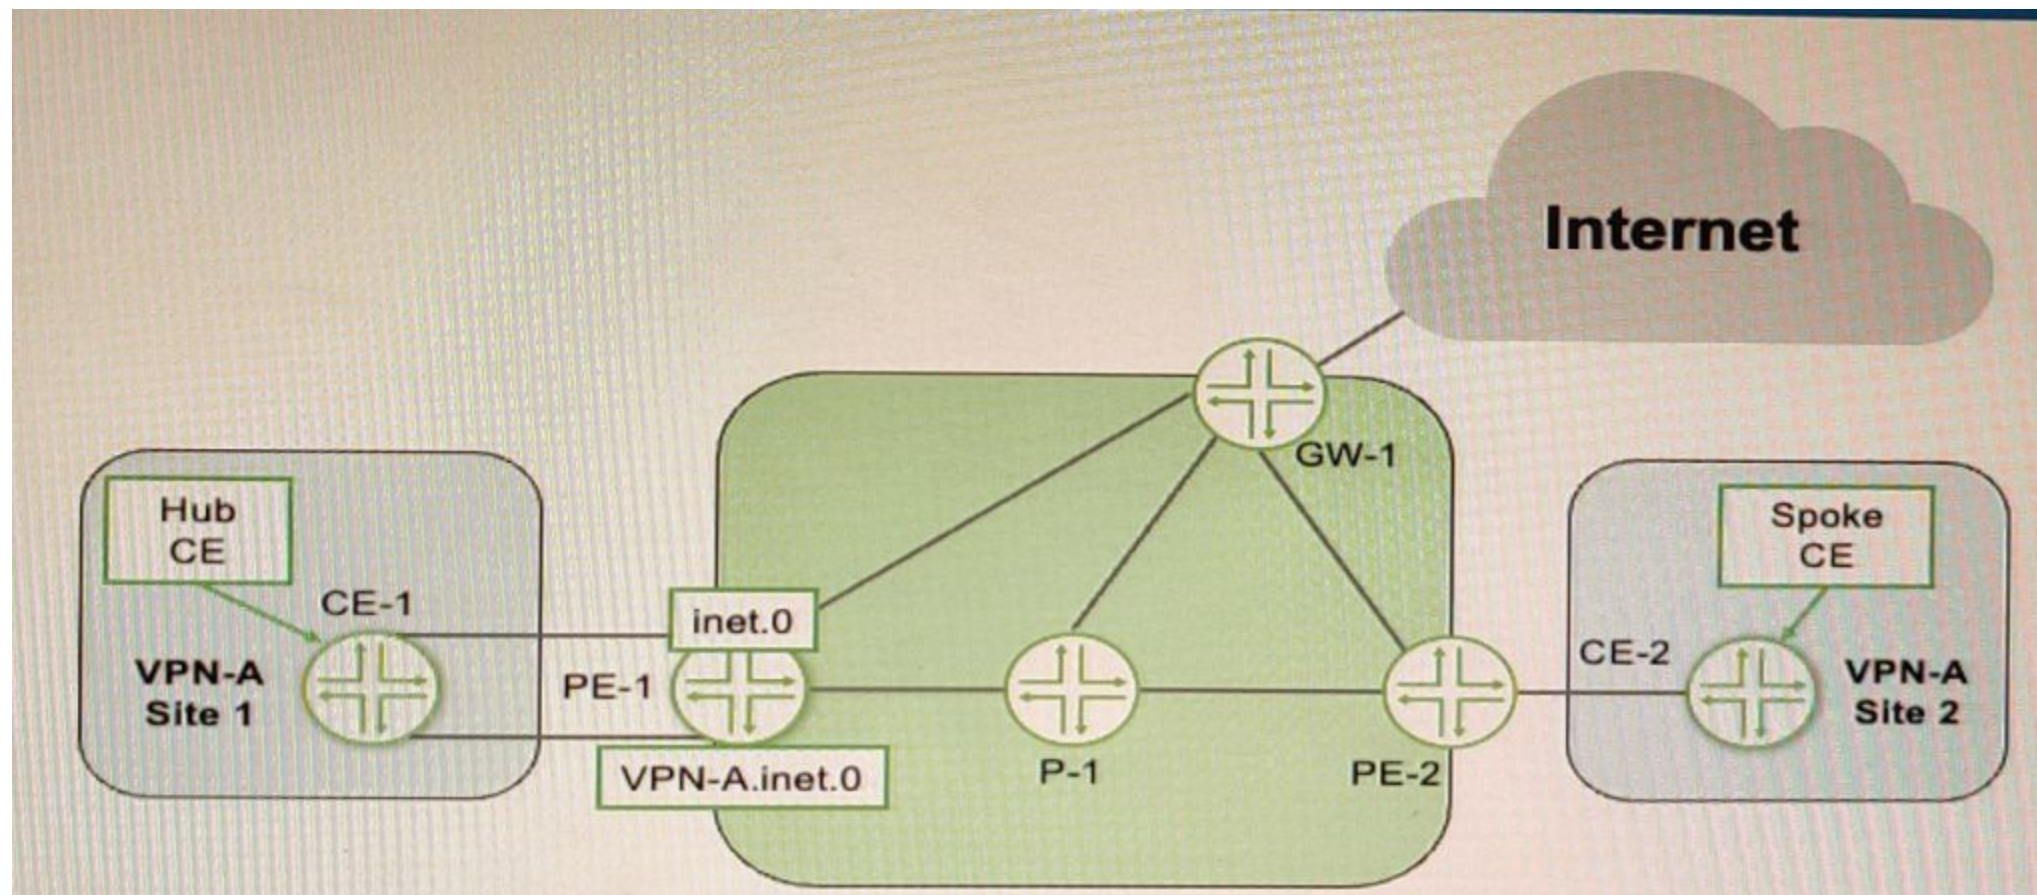 Internet
GW-1
Hub
CE
CE-1
VPN-A
Site 1
PE-1
inet.0
VPN-A.inet.0
P-1
PE-2
CE-2
Spoke
CE
VPN-A
Site 2